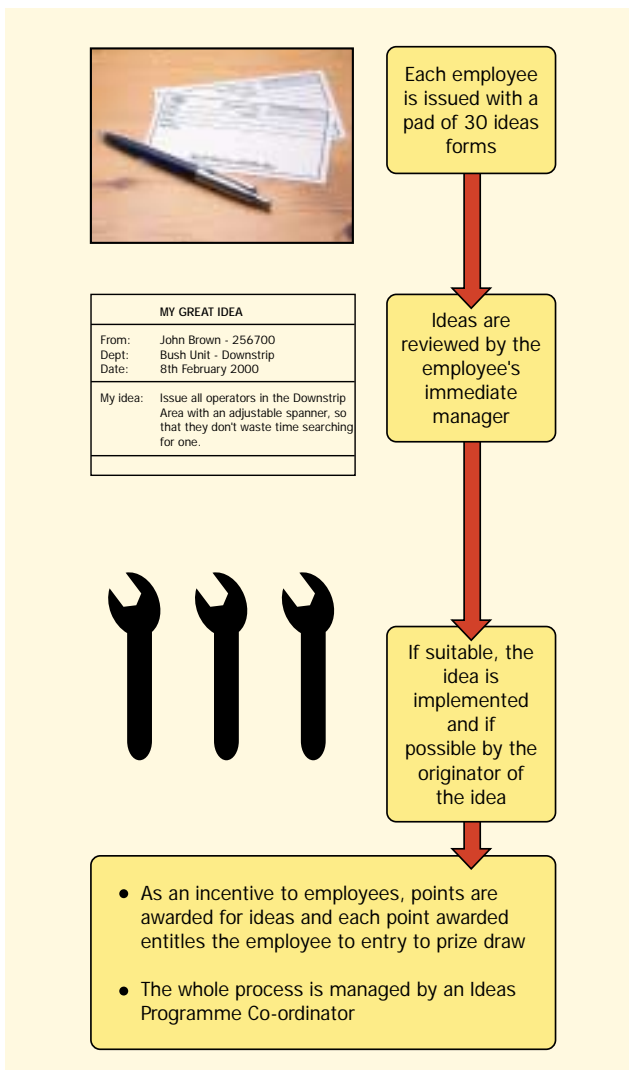 Each employee
is issued with a
pad of 30 ideas
forms
MY GREAT IDEA
From: John Brown - 256700
Dept: Bush Unit - Downstrip
Date: 8th February 2000
My idea: Issue all operators in the Downstrip
Area with an adjustable spanner, so
that they don't waste time searching
for one.
Ideas are
reviewed by the
employee's
immediate
manager
If suitable, the
idea is
implemented
and if
possible by the
originator of
the idea
• As an incentive to employees, points are
awarded for ideas and each point awarded
entitles the employee to entry to prize draw
• The whole process is managed by an Ideas
Programme Co-ordinator